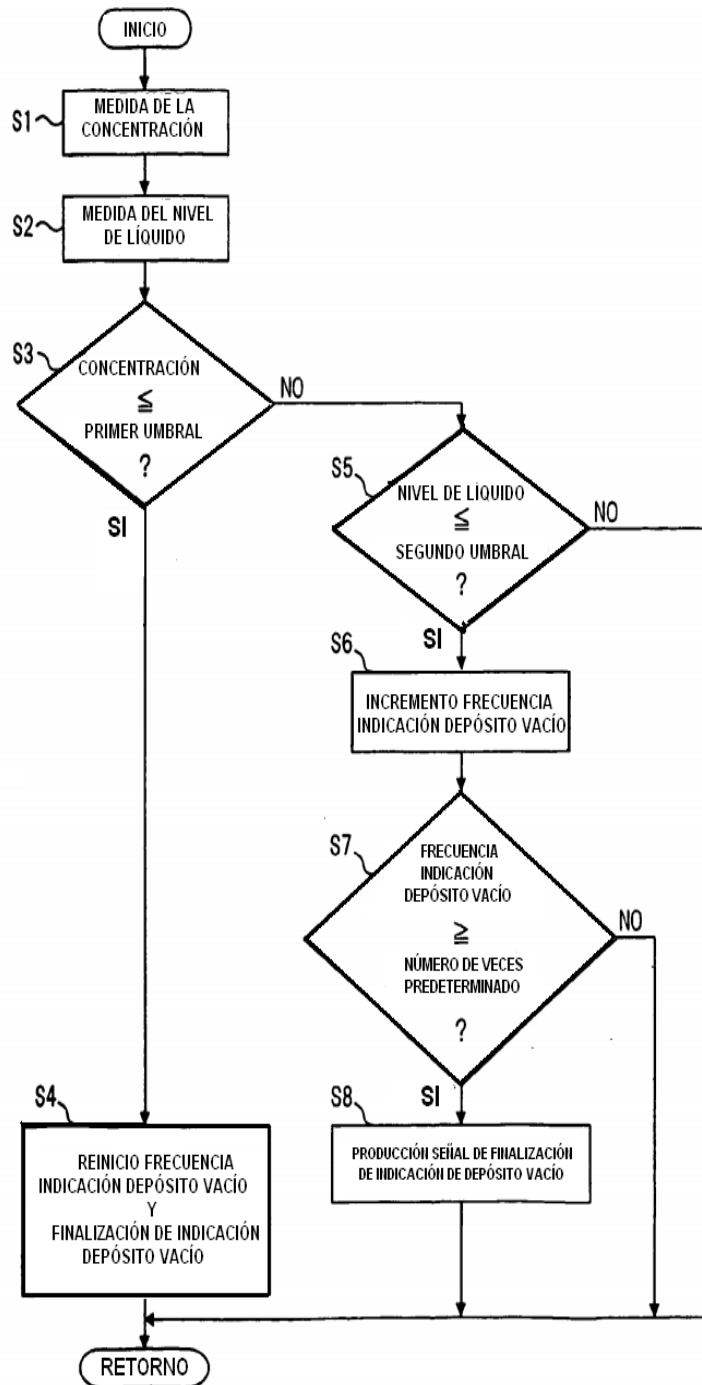 INICIO
S1
MEDIDA DE LA
CONCENTRACIÓN
S2
MEDIDA DEL NIVEL
DE LÍQUIDO
S3
CONCENTRACIÓN
≦
PRIMER UMBRAL
?
NO
SI
S5
NIVEL DE LÍQUIDO
≦
SEGUNDO UMBRAL
?
NO
SI
S6
INCREMENTO FRECUENCIA
INDICACIÓN DEPÓSITO VACÍO
S7
FRECUENCIA
INDICACIÓN
DEPÓSITO VACÍO
≧
NÚMERO DE VECES
PREDETERMINADO
?
NO
SI
S4
REINICIO FRECUENCIA
INDICACIÓN DEPÓSITO VACÍO
Y
FINALIZACIÓN DE INDICACIÓN
DEPÓSITO VACÍO
S8
PRODUCCIÓN SEÑAL DE FINALIZACIÓN
DE INDICACIÓN DE DEPÓSITO VACÍO
RETORNO